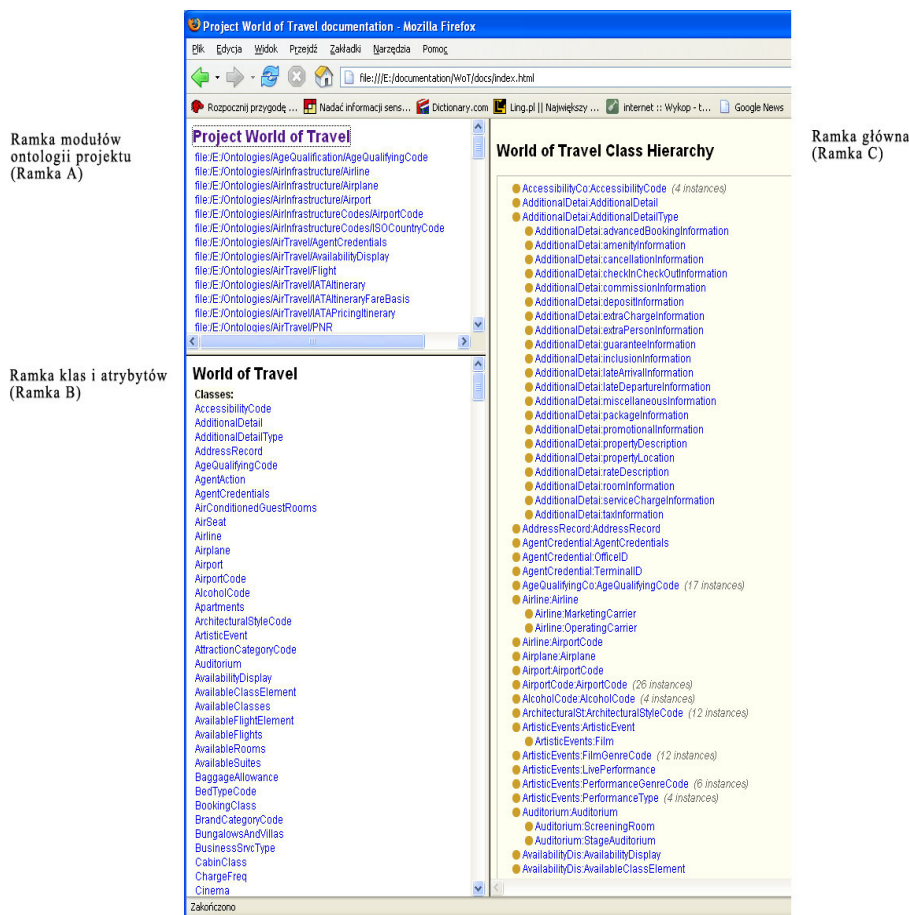 Project World of Travel documentation - Mozilla Firefox
Plik Edycja Widok Przejdź Zakładki Narzędzia Pomoc
file:///E:/documentation/WoT/docs/index.html
Rozpocznij przygodę ... Nadać informacji sens... Dictionary.com Ling.pl || Największy ... internet :: Wykop - t... Google News
Ramka modułów
ontologii projektu
(Ramka A)
Project World of Travel
file:/E:/Ontologies/AgeQualification/AgeQualifyingCode
file:/E:/Ontologies/AirInfrastructure/Airline
file:/E:/Ontologies/AirInfrastructure/Airplane
file:/E:/Ontologies/AirInfrastructure/Airport
file:/E:/Ontologies/AirInfrastructureCodes/AirportCode
file:/E:/Ontologies/AirInfrastructureCodes/ISOCountryCode
file:/E:/Ontologies/AirTravel/AgentCredentials
file:/E:/Ontologies/AirTravel/AvailabilityDisplay
file:/E:/Ontologies/AirTravel/Flight
file:/E:/Ontologies/AirTravel/IATAItinerary
file:/E:/Ontologies/AirTravel/IATAItineraryFareBasis
file:/E:/Ontologies/AirTravel/IATAPricingItinerary
file:/E:/Ontologies/AirTravel/PNR
Ramka klas i atrybytów
(Ramka B)
World of Travel
Classes:
AccessibilityCode
AdditionalDetail
AdditionalDetailType
AddressRecord
AgeQualifyingCode
AgentAction
AgentCredentials
AirConditionedGuestRooms
AirSeat
Airline
Airplane
Airport
AirportCode
AlcoholCode
Apartments
ArchitecturalStyleCode
ArtisticEvent
AttractionCategoryCode
Auditorium
AvailabilityDisplay
AvailableClassElement
AvailableClasses
AvailableFlightElement
AvailableFlights
AvailableRooms
AvailableSuites
BaggageAllowance
BedTypeCode
BookingClass
BrandCategoryCode
BungalowsAndVillas
BusinessSrvcType
CabinClass
ChargeFreq
Cinema
Ramka główna
(Ramka C)
World of Travel Class Hierarchy
AccessibilityCo:AccessibilityCode (4 instances)
AdditionalDetai:AdditionalDetail
AdditionalDetai:AdditionalDetailType
AdditionalDetai:advancedBookingInformation
AdditionalDetai:amenityInformation
AdditionalDetai:cancellationInformation
AdditionalDetai:checkInCheckOutInformation
AdditionalDetai:commissionInformation
AdditionalDetai:depositInformation
AdditionalDetai:extraChargeInformation
AdditionalDetai:extraPersonInformation
AdditionalDetai:guaranteeInformation
AdditionalDetai:inclusionInformation
AdditionalDetai:lateArrivalInformation
AdditionalDetai:lateDepartureInformation
AdditionalDetai:miscellaneousInformation
AdditionalDetai:packageInformation
AdditionalDetai:promotionalInformation
AdditionalDetai:propertyDescription
AdditionalDetai:propertyLocation
AdditionalDetai:rateDescription
AdditionalDetai:roomInformation
AdditionalDetai:serviceChargeInformation
AdditionalDetai:taxInformation
AddressRecord:AddressRecord
AgentCredential:AgentCredentials
AgentCredential:OfficeID
AgentCredential:TerminalID
AgeQualifyingCo:AgeQualifyingCode (17 instances)
Airline:Airline
Airline:MarketingCarrier
Airline:OperatingCarrier
Airline:AirportCode
Airplane:Airplane
Airport:AirportCode
AirportCode:AirportCode (26 instances)
AlcoholCode:AlcoholCode (4 instances)
ArchitecturalSt:ArchitecturalStyleCode (12 instances)
ArtisticEvents:ArtisticEvent
ArtisticEvents:Film
ArtisticEvents:FilmGenreCode (12 instances)
ArtisticEvents:LivePerformance
ArtisticEvents:PerformanceGenreCode (6 instances)
ArtisticEvents:PerformanceType (4 instances)
Auditorium:Auditorium
Auditorium:ScreeningRoom
Auditorium:StageAuditorium
AvailabilityDis:AvailabilityDisplay
AvailabilityDis:AvailableClassElement
Zakończono